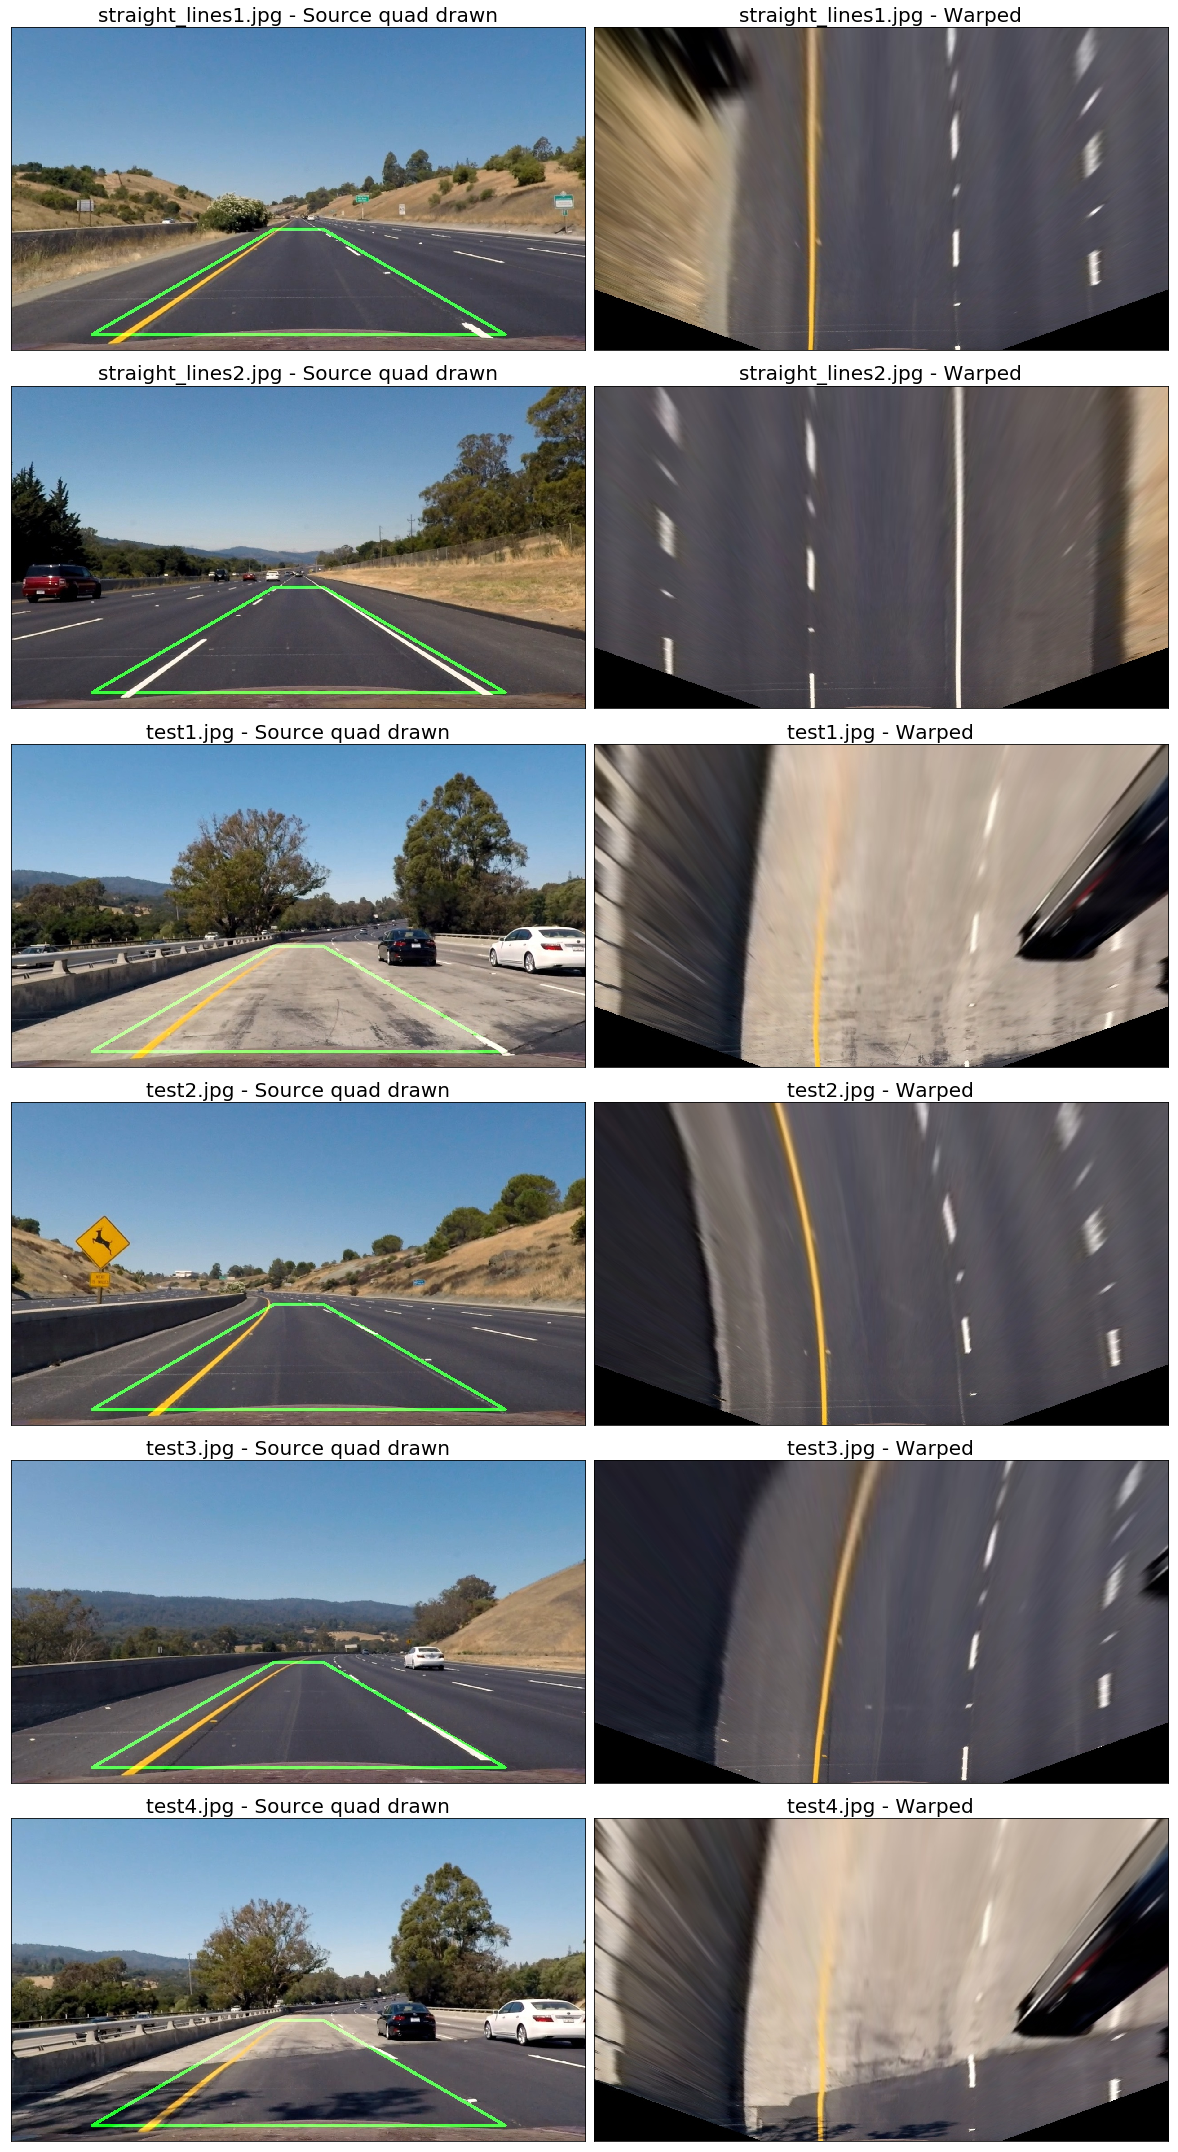 straight_lines1.jpg - Source quad drawn
straight_lines1.jpg - Warped
straight_lines2.jpg - Source quad drawn
straight_lines2.jpg - Warped
test1.jpg - Source quad drawn
test1.jpg - Warped
test2.jpg - Source quad drawn
test2.jpg - Warped
test3.jpg - Source quad drawn
test3.jpg - Warped
test4.jpg - Source quad drawn
test4.jpg - Warped